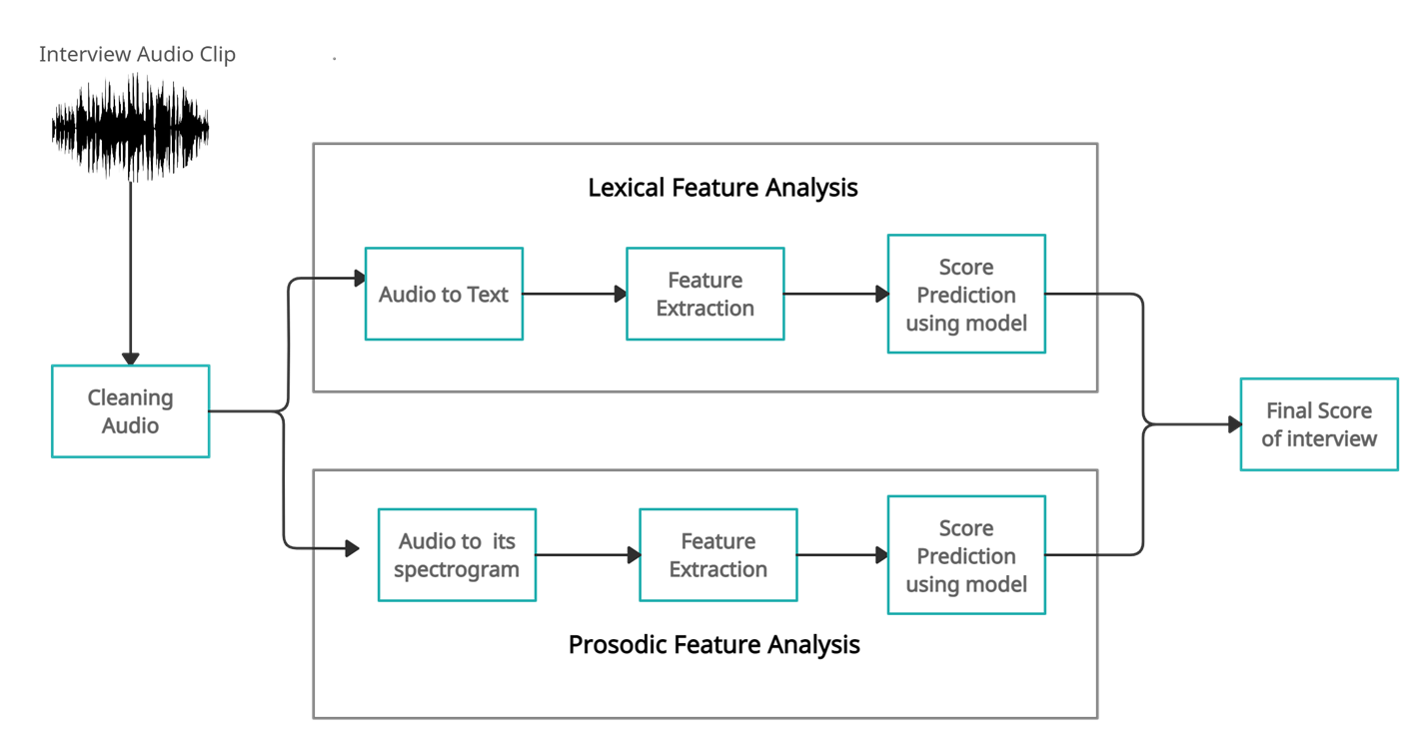 Interview Audio Clip
Lexical Feature Analysis
Audio to Text
Feature
Extraction
Score
Prediction
using model
Cleaning
Audio
Final Score
of interview
Audio to  its
spectrogram
Feature
Extraction
Score
Prediction
using model
Prosodic Feature Analysis